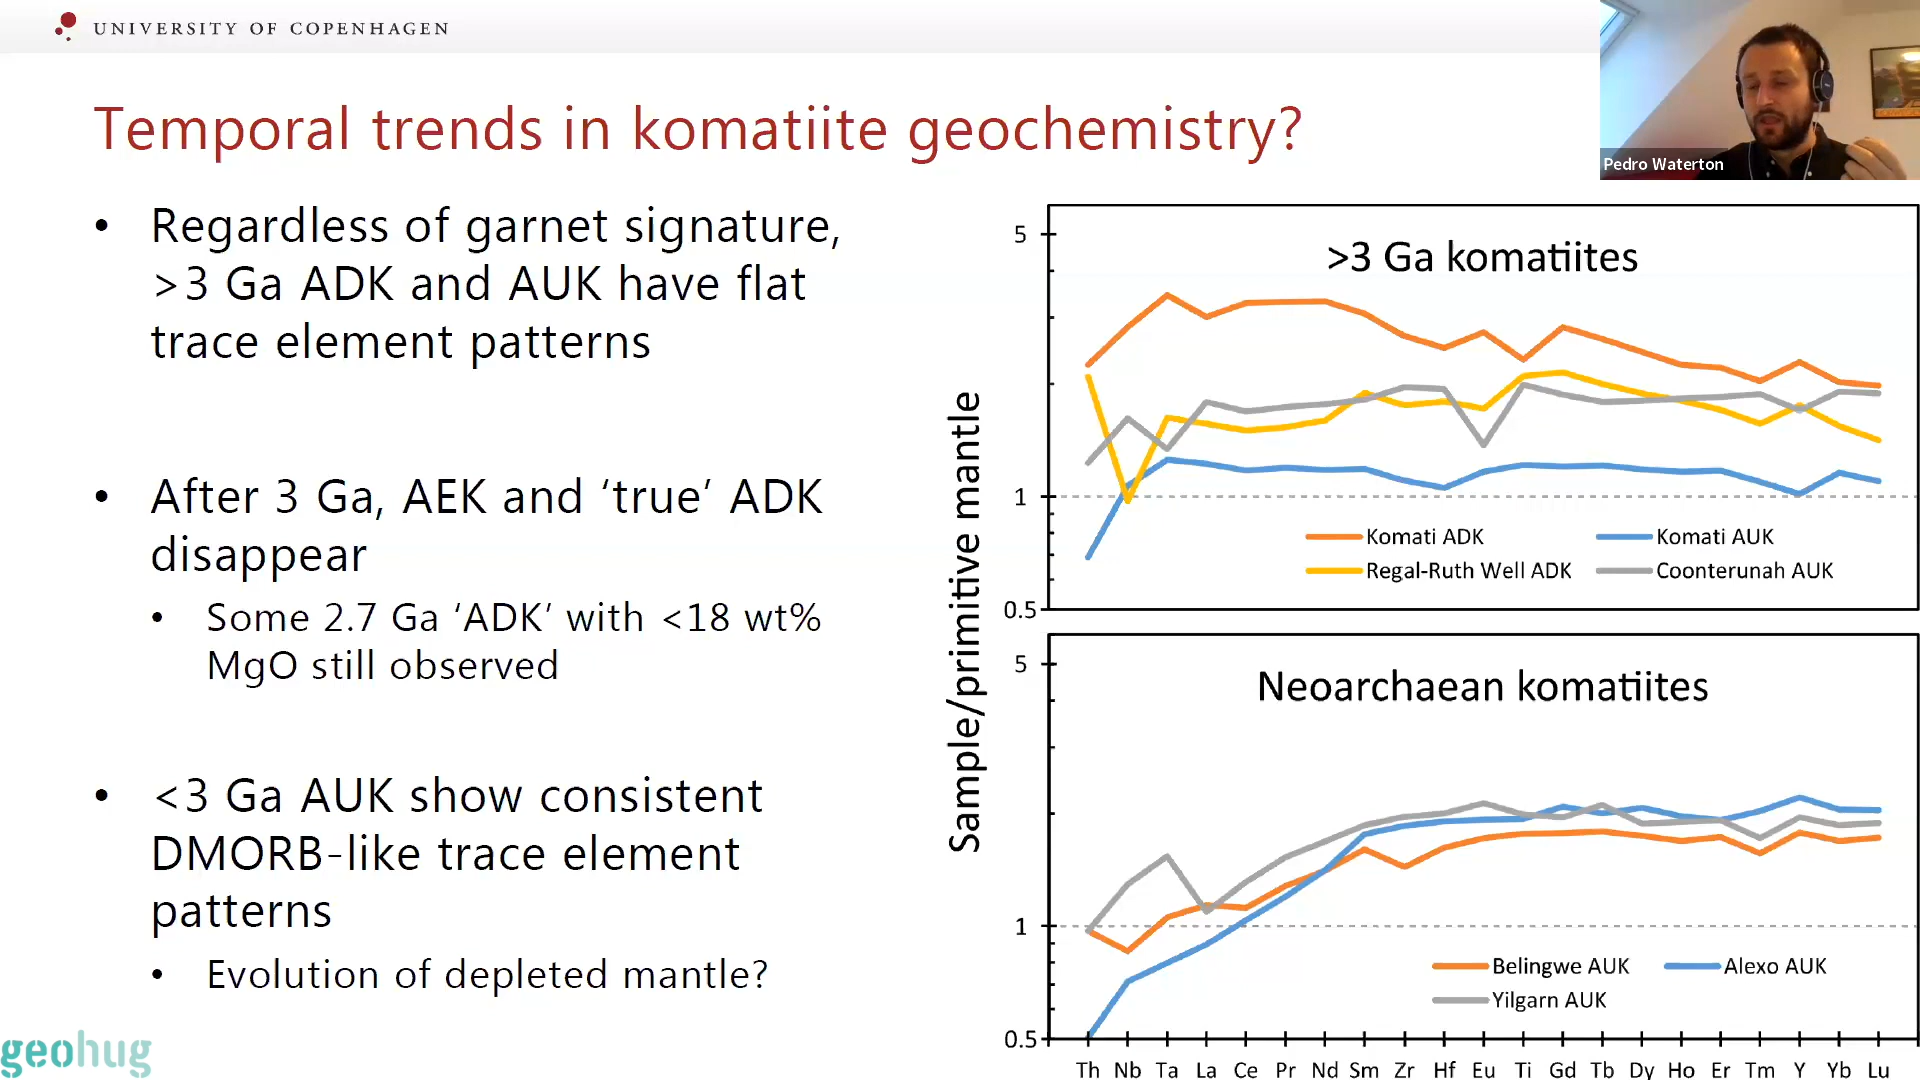 UNIVERSITY OF COPENHAGEN
Pedro Waterton
Temporal trends in komatiite geochemistry?
• Regardless of garnet signature,
>3 Ga ADK and AUK have flat
trace element patterns
• After 3 Ga, AEK and ‘true’ ADK
disappear
• Some 2.7 Ga ‘ADK’ with <18 wt%
MgO still observed
• <3 Ga AUK show consistent
DMORB-like trace element
patterns
• Evolution of depleted mantle?
geohug
Sample/primitive mantle
5
>3 Ga komatiites
1
Komati ADK
Komati AUK
Regal-Ruth Well ADK
Coonterunah AUK
0.5
5
Neoarchaean komatiites
1
Belingwe AUK
Alexo AUK
Yilgarn AUK
0.5
Th Nb Ta La Ce Pr Nd Sm Zr Hf Eu Ti Gd Tb Dy Ho Er Tm Y Yb Lu